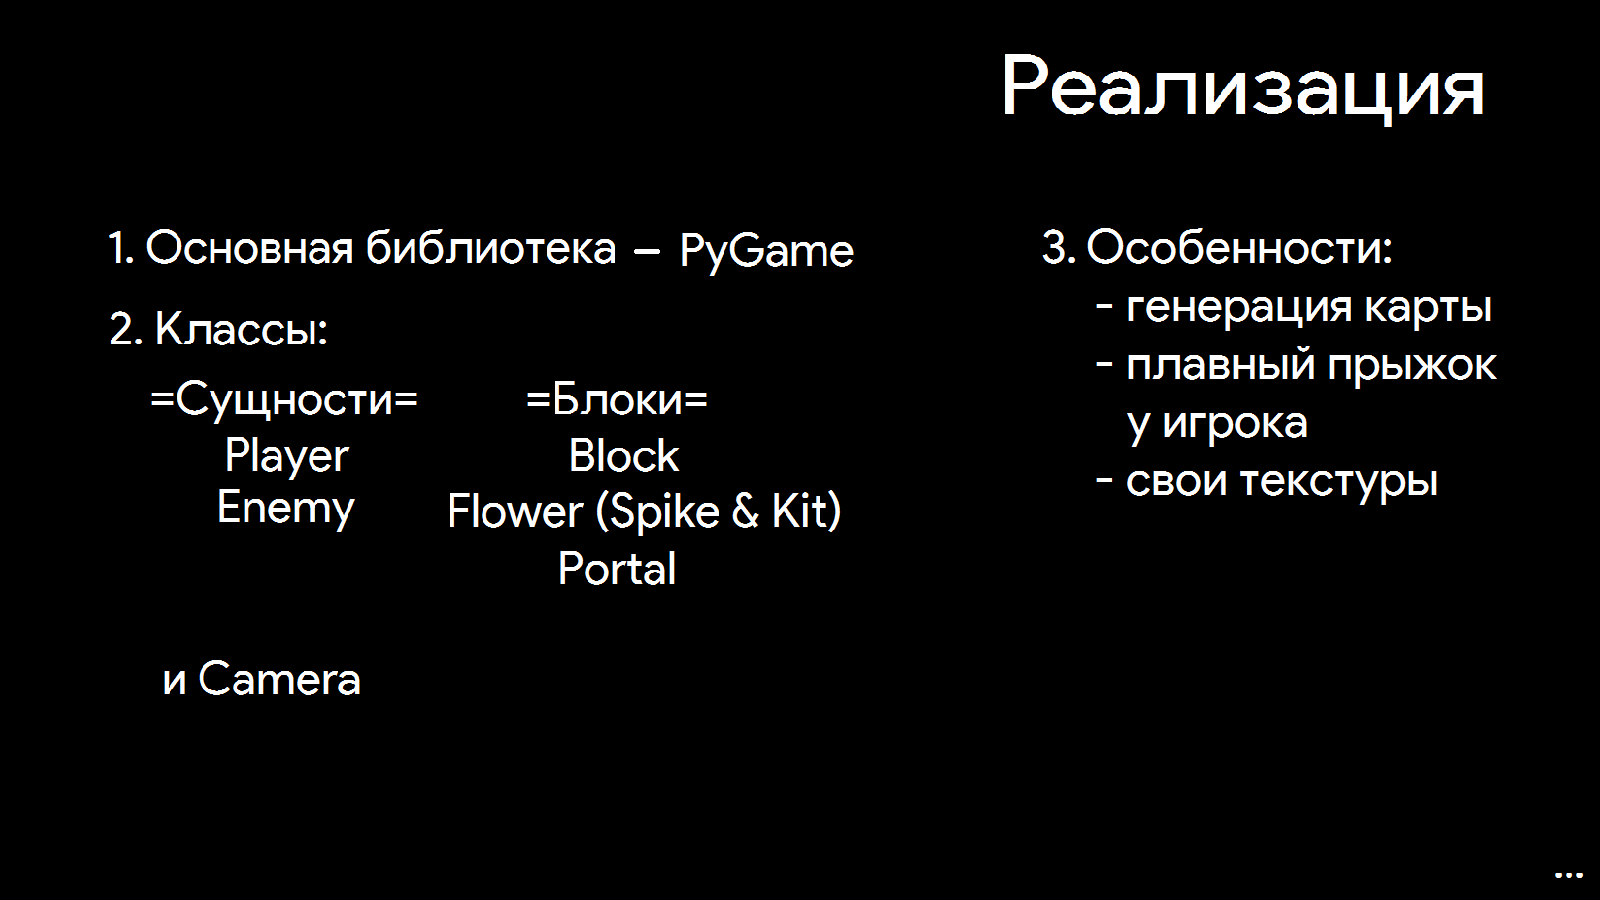 Реализация
1. Основная библиотека – PyGame
2. Классы:
=Сущности=
Player
Enemy
=Блоки=
Block
Flower (Spike & Kit)
Portal
и Camera
3. Особенности:
- генерация карты
- плавный прыжок
у игрока
- свои текстуры
...